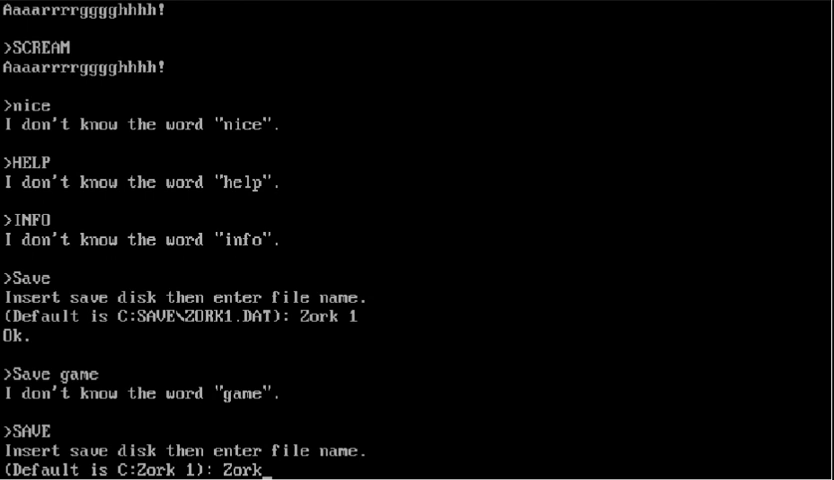 Aaaarrrrgggghhhh!
>SCREAM
Aaaarrrrgggghhhh!
>nice
I don't know the word "nice".
>HELP
I don't know the word "help".
>INFO
I don't know the word "info".
>Save
Insert save disk then enter file name.
(Default is C:SAVE\ZORK1.DAT): Zork 1
Ok.
>Save game
I don't know the word "game".
>SAVE
Insert save disk then enter file name.
(Default is C:Zork 1): Zork_